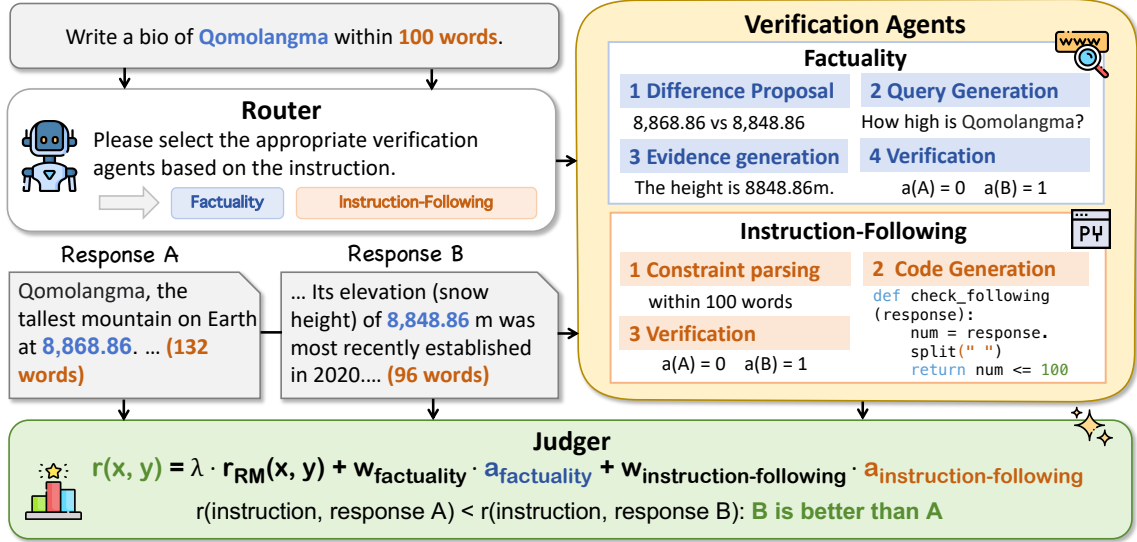 Write a bio of Qomolangma within 100 words.
Router
Please select the appropriate verification
agents based on the instruction.
Factuality
Instruction-Following
Response A
Qomolangma, the
tallest mountain on Earth
at 8,868.86. ... (132
words)
Response B
... Its elevation (snow
height) of 8,848.86 m was
most recently established
in 2020.... (96 words)
Verification Agents
WWW
Factuality
1 Difference Proposal
8,868.86 vs 8,848.86
2 Query Generation
How high is Qomolangma?
3 Evidence generation
The height is 8848.86m.
4 Verification
a(A) = 0 a(B) = 1
PY
Instruction-Following
1 Constraint parsing
within 100 words
3 Verification
a(A) = 0 a(B) = 1
2 Code Generation
def check_following
(response):
num = response.
split(" ")
return num <= 100
Judger
r(x, y) = λ · r_RM(x, y) + w_factuality · a_factuality + w_instruction-following · a_instruction-following
r(instruction, response A) < r(instruction, response B): B is better than A